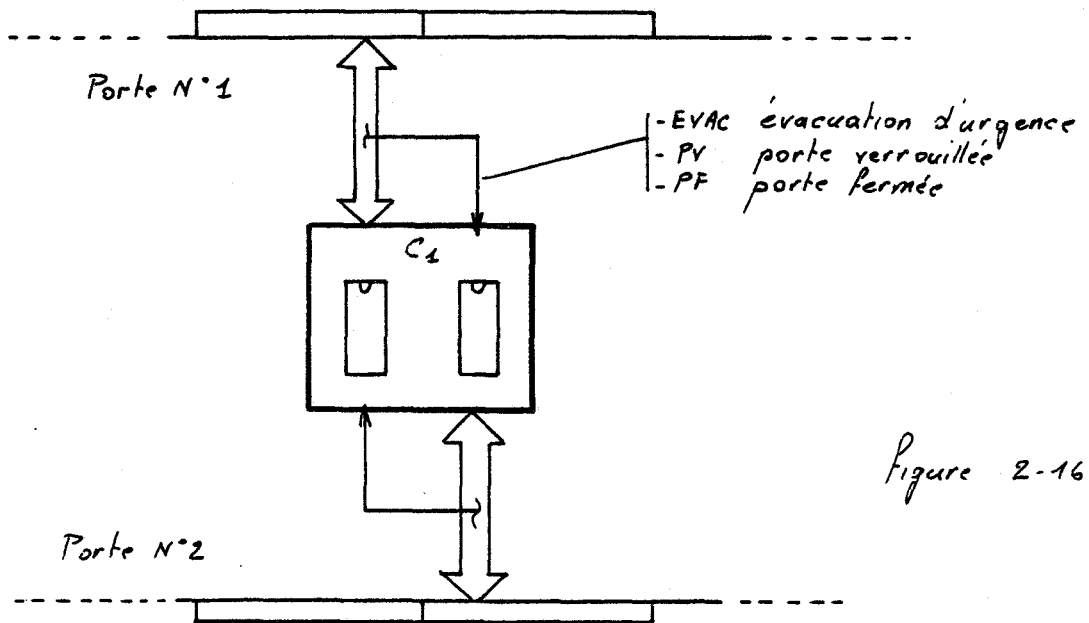 Porte N°1
- EVAC évacuation d'urgence
- PV porte verrouillée
- PF porte fermée
C1
Figure 2-16
Porte N°2